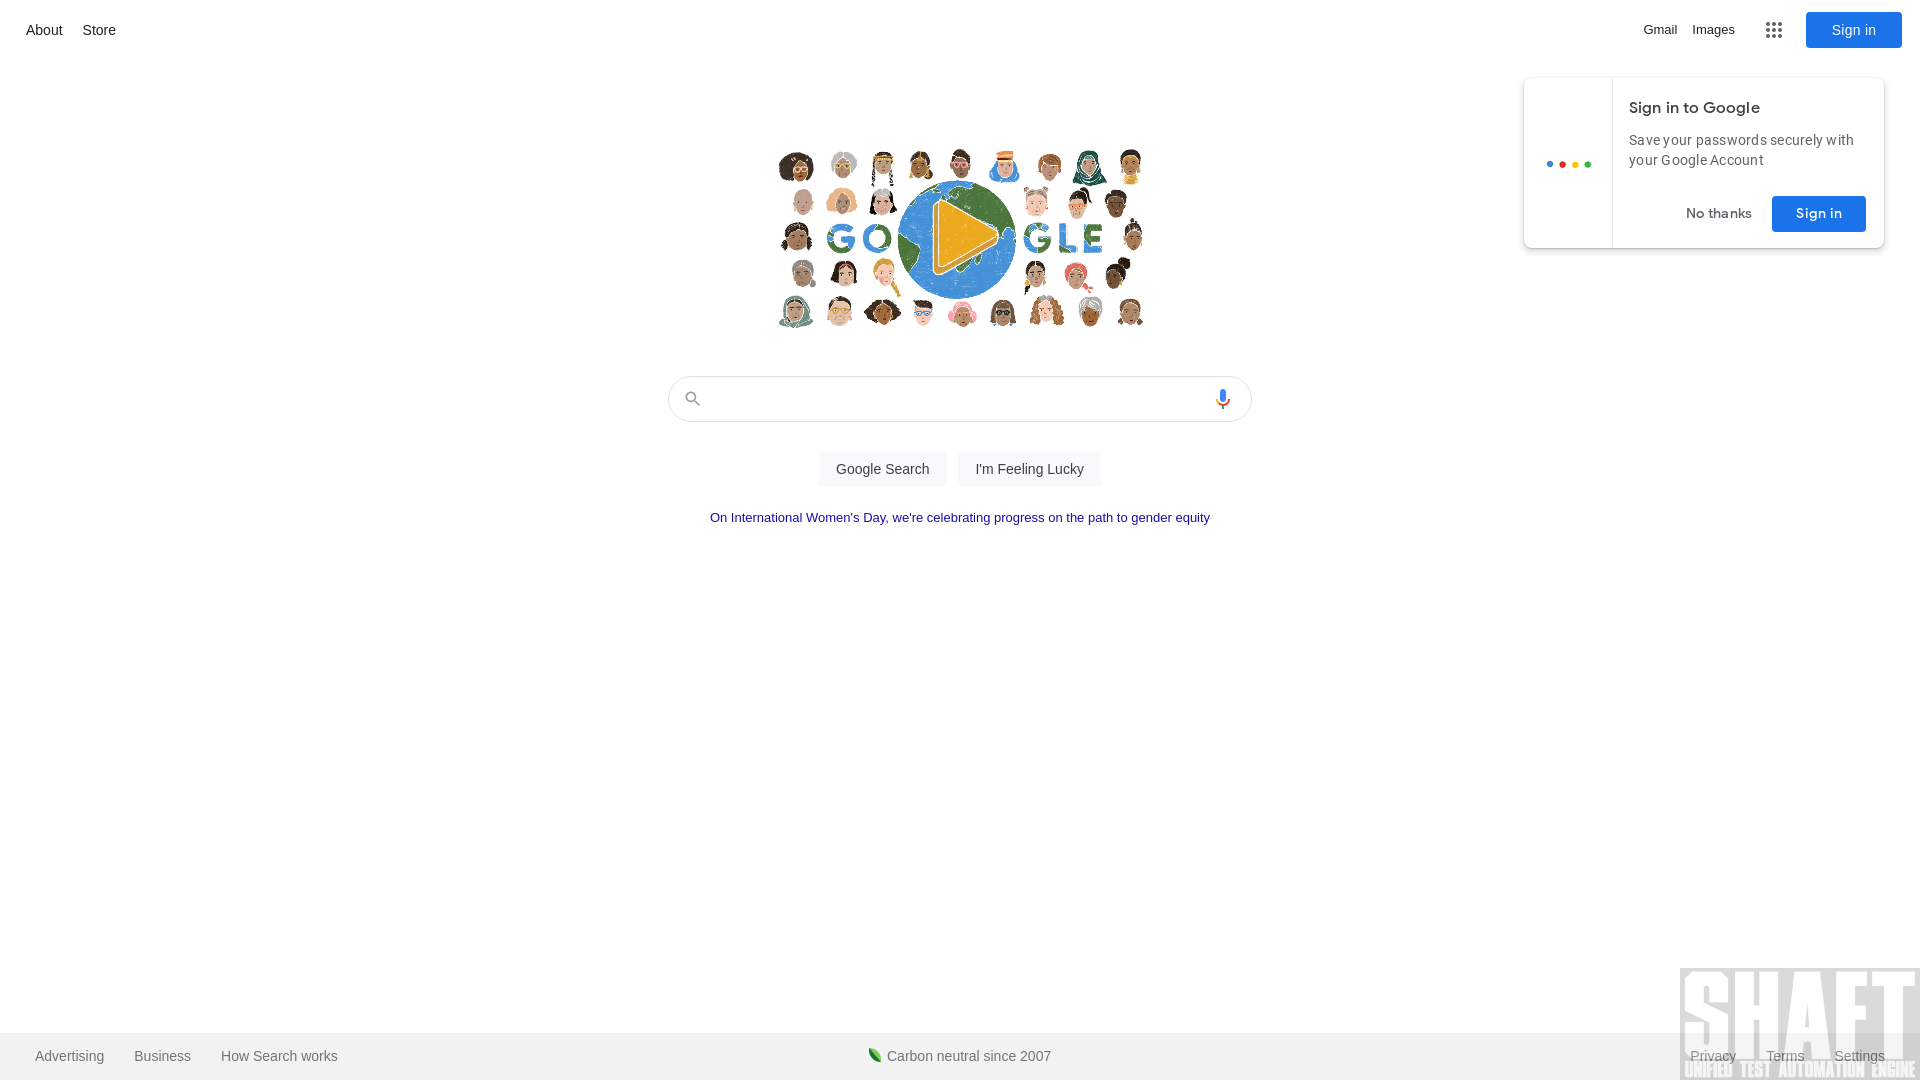 About Store
Gmail Images
Sign in
Sign in to Google
Save your passwords securely with
your Google Account
No thanks
Sign in
GO GLE
Google Search
I'm Feeling Lucky
On International Women's Day, we're celebrating progress on the path to gender equity
Advertising Business How Search works
Carbon neutral since 2007
Privacy Terms Settings
SHAFT
UNIFIED TEST AUTOMATION ENGINE